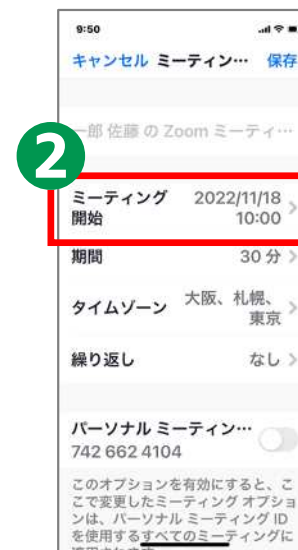 9:50
キャンセル ミーティン… 保存
一郎 佐藤 の Zoom ミーティ…
2
ミーティング 2022/11/18
開始 10:00
期間 30 分
タイムゾーン 大阪、札幌、
東京
繰り返し なし
パーソナル ミーティン…
742 662 4104
このオプションを有効にすると、こ
こで変更したミーティング オプショ
ンは、パーソナル ミーティング ID
を使用するすべてのミーティングに